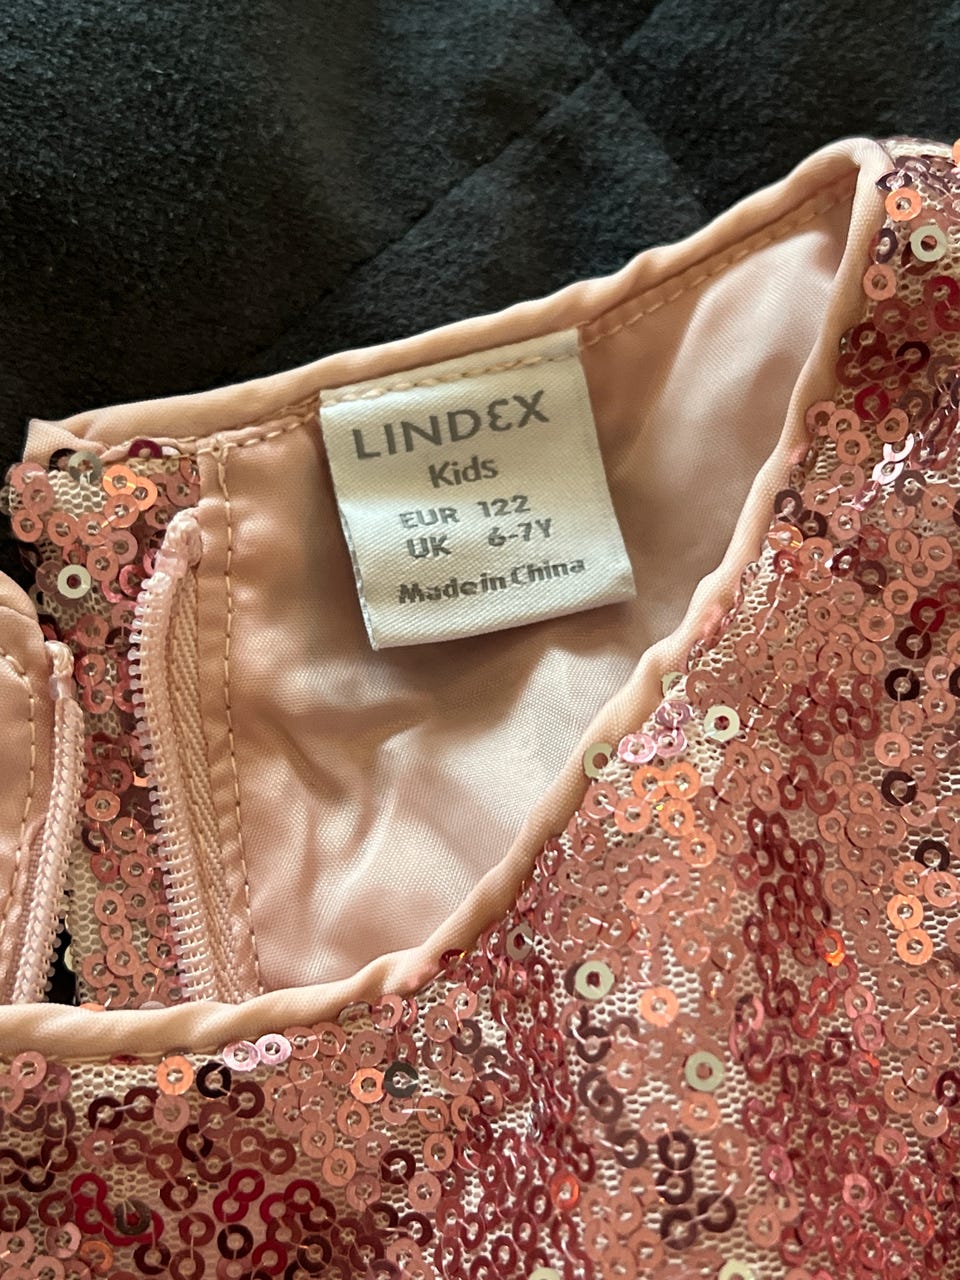 LINDEX
Kids
EUR 122
UK 6-7Y
Made in China